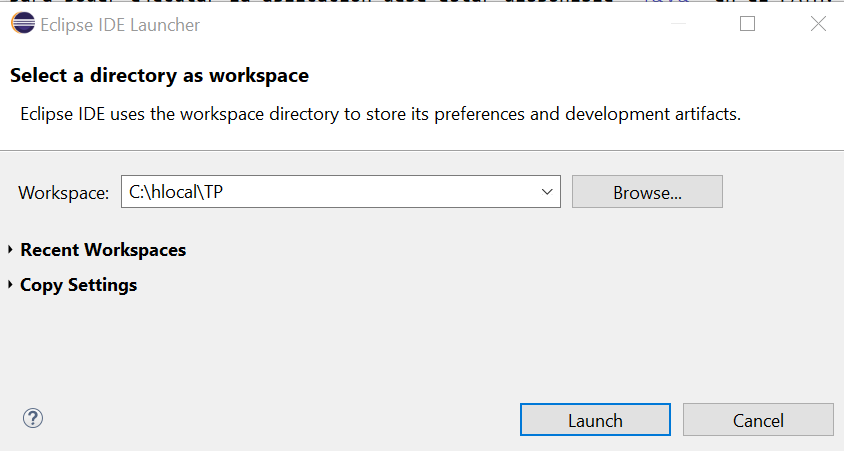 Eclipse IDE Launcher
Select a directory as workspace
Eclipse IDE uses the workspace directory to store its preferences and development artifacts.
Workspace: C:\hlocal\TP Browse...
Recent Workspaces
Copy Settings
? Launch Cancel